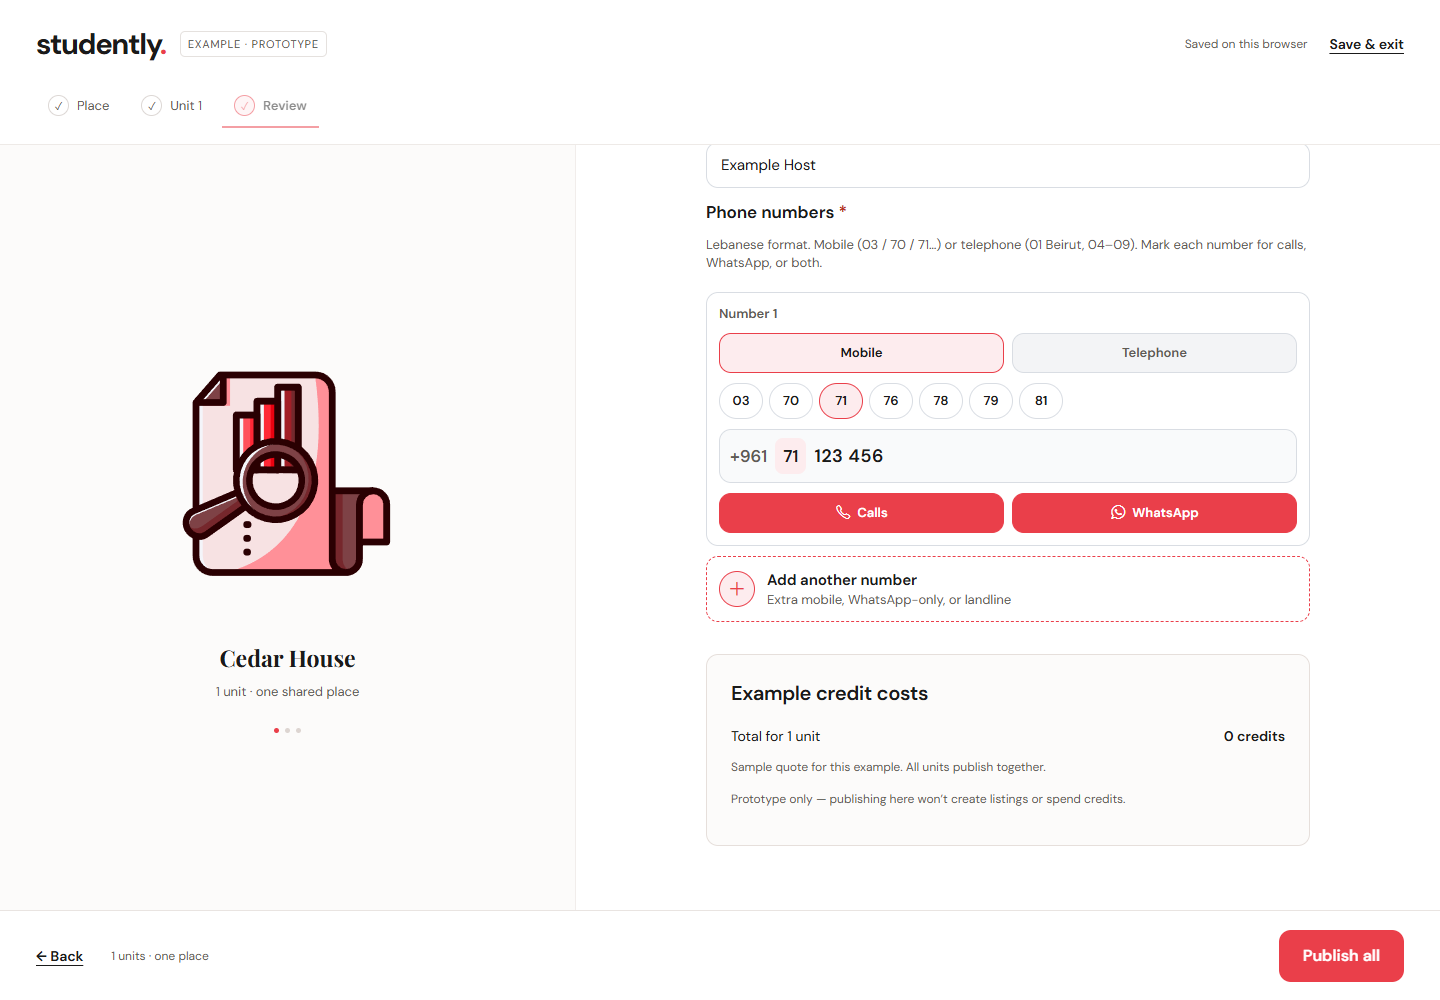 studently.
EXAMPLE · PROTOTYPE
Saved on this browser
Save & exit
✓ Place
✓ Unit 1
✓ Review
Example Host
Phone numbers *
Lebanese format. Mobile (03 / 70 / 71…) or telephone (01 Beirut, 04–09). Mark each number for calls,
WhatsApp, or both.
Number 1
Mobile
Telephone
03 70 71 76 78 79 81
+961 71 123 456
Calls
WhatsApp
Add another number
Extra mobile, WhatsApp-only, or landline
Cedar House
1 unit · one shared place
Example credit costs
Total for 1 unit
0 credits
Sample quote for this example. All units publish together.
Prototype only — publishing here won’t create listings or spend credits.
← Back
1 units · one place
Publish all